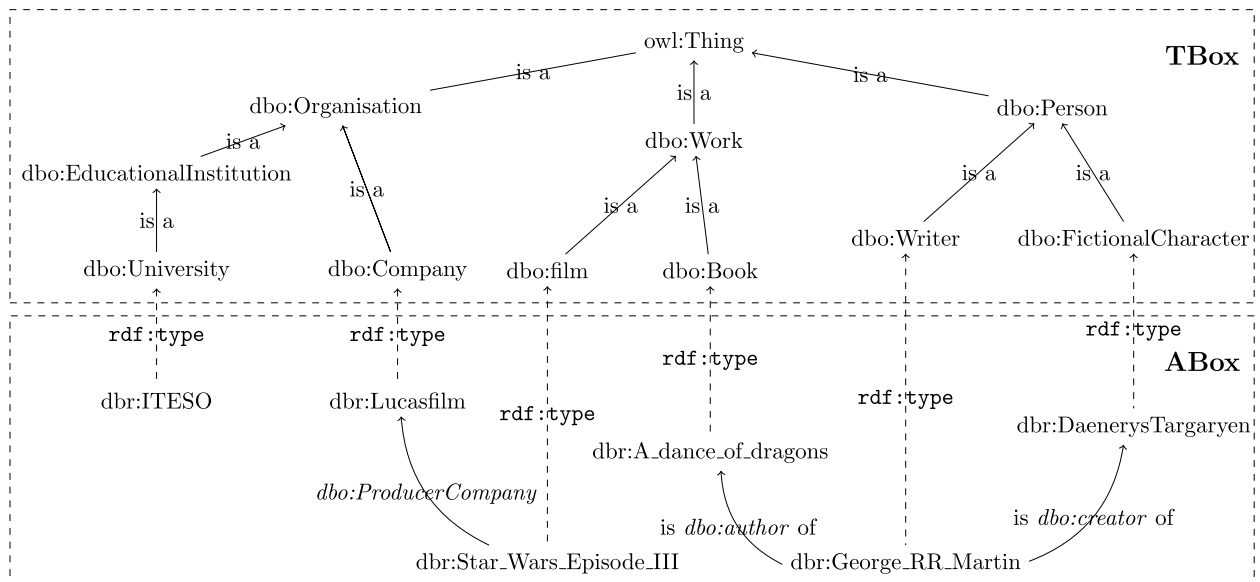 owl:Thing
TBox
is a
is a
is a
dbo:Organisation
dbo:Person
dbo:Work
is a
dbo:EducationalInstitution
is a
is a
is a
is a
is a
is a
dbo:Writer
dbo:FictionalCharacter
dbo:University
dbo:Company
dbo:film
dbo:Book
rdf:type
rdf:type
rdf:type
rdf:type
ABox
dbr:ITESO
dbr:Lucasfilm
rdf:type
rdf:type
dbr:DaenerysTargaryen
dbr:A_dance_of_dragons
dbo:ProducerCompany
is dbo:author of
is dbo:creator of
dbr:Star_Wars_Episode_III
dbr:George_RR_Martin